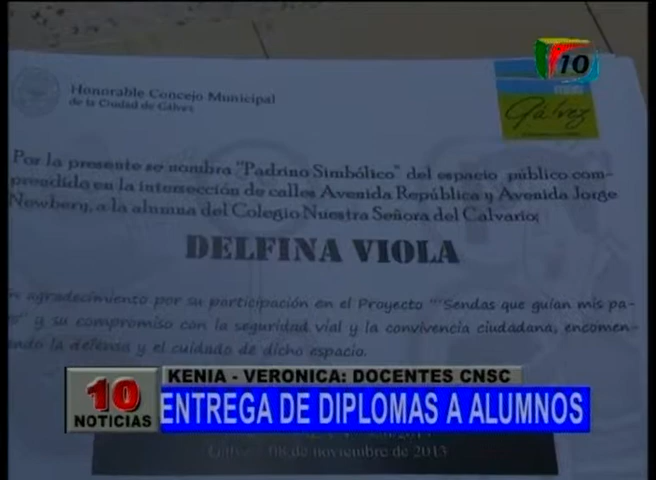 10
Honorable Concejo Municipal
de la Ciudad de Gálvez
Gálvez
Por la presente se nombra "Padrino Simbólico" del espacio público com-
prendido en la intersección de calles Avenida República y Avenida Jorge
Newbery, a la alumna del Colegio Nuestra Señora del Calvario:
DELFINA VIOLA
agradecimiento por su participación en el Proyecto "Sendas que guían mis pa-
s" y su compromiso con la seguridad vial y la convivencia ciudadana, encomen-
ndo la defensa y el cuidado de dicho espacio.
KENIA - VERONICA: DOCENTES CNSC
10 NOTICIAS
ENTREGA DE DIPLOMAS A ALUMNOS
08 de noviembre de 2013